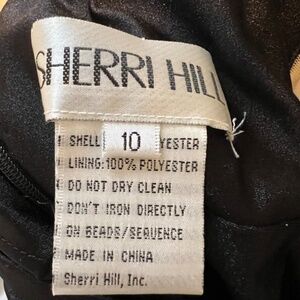 SHERRI HILL
SHELL 10 YESTER
LINING:100% POLYESTER
DO NOT DRY CLEAN
DON'T IRON DIRECTLY
ON BEADS/SEQUENCE
MADE IN CHINA
Sherri Hill, Inc.